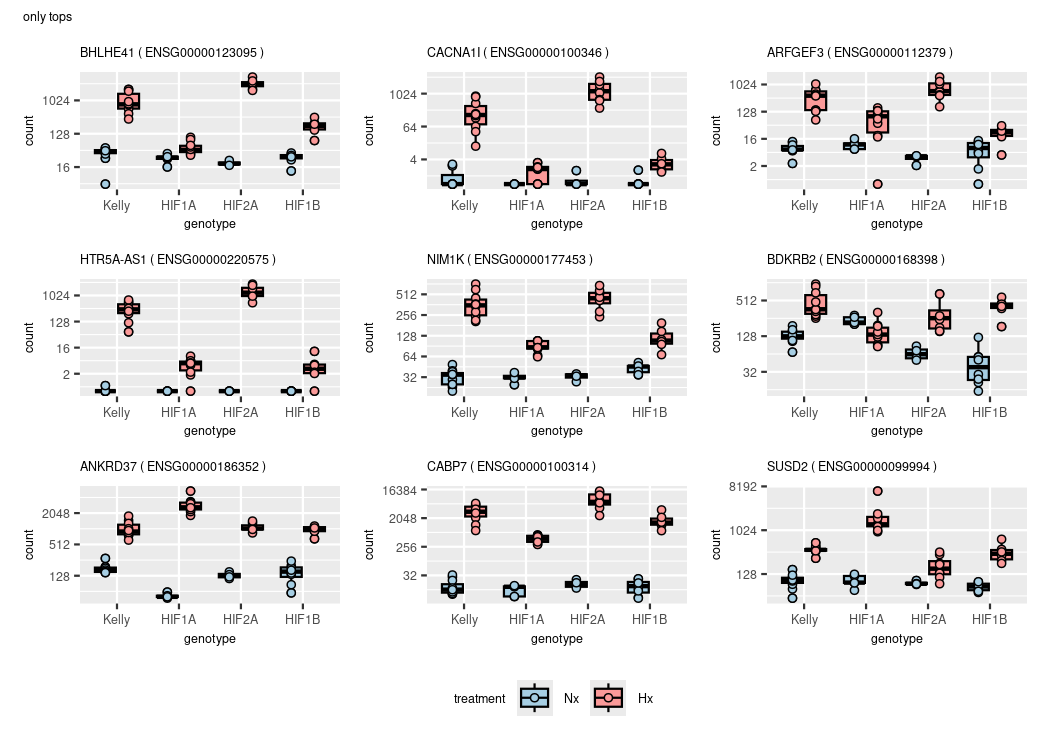 only tops
BHLHE41 ( ENSG00000123095 )
CACNA1I ( ENSG00000100346 )
ARFGEF3 ( ENSG00000112379 )
count
1024
128
16
Kelly HIF1A HIF2A HIF1B
genotype
count
1024
64
4
Kelly HIF1A HIF2A HIF1B
genotype
count
1024
128
16
2
Kelly HIF1A HIF2A HIF1B
genotype
HTR5A-AS1 ( ENSG00000220575 )
NIM1K ( ENSG00000177453 )
BDKRB2 ( ENSG00000168398 )
count
1024
128
16
2
Kelly HIF1A HIF2A HIF1B
genotype
count
512
256
128
64
32
Kelly HIF1A HIF2A HIF1B
genotype
count
512
128
32
Kelly HIF1A HIF2A HIF1B
genotype
ANKRD37 ( ENSG00000186352 )
CABP7 ( ENSG00000100314 )
SUSD2 ( ENSG00000099994 )
count
2048
512
128
Kelly HIF1A HIF2A HIF1B
genotype
count
16384
2048
256
32
Kelly HIF1A HIF2A HIF1B
genotype
count
8192
1024
128
Kelly HIF1A HIF2A HIF1B
genotype
treatment Nx Hx